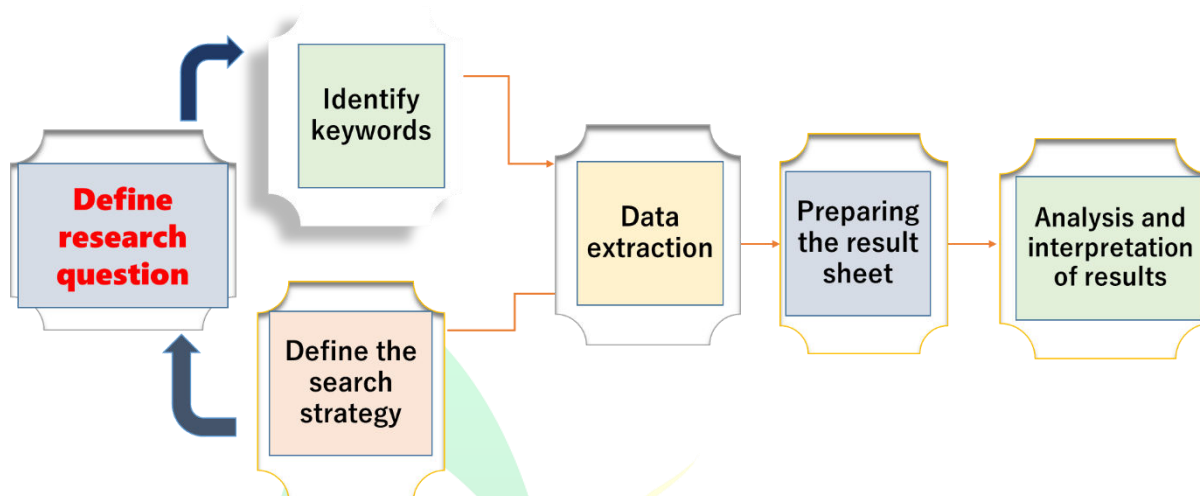 Define
research
question
Identify
keywords
Define the
search
strategy
Data
extraction
Preparing
the result
sheet
Analysis and
interpretation
of results